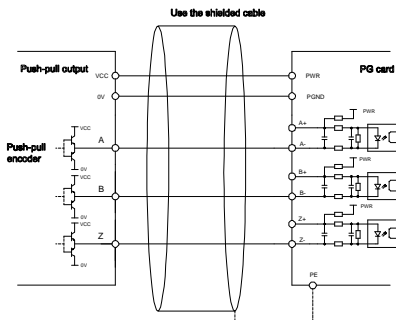 Use the shielded cable
Push-pull output
PG card
VCC
PWR
0V
PGND
PWR
A+
VCC
A
A-
Push-pull
encoder
0V
PWR
VCC
B+
B
B-
0V
PWR
VCC
Z+
Z
Z-
0V
PE